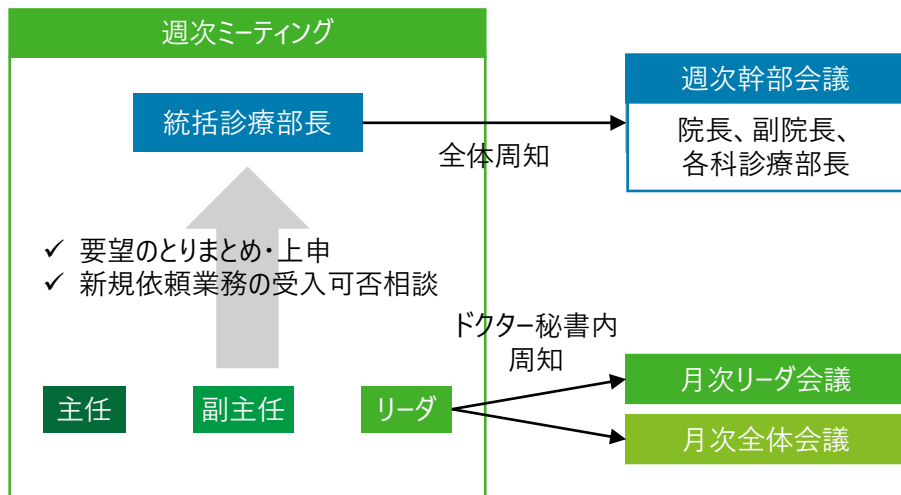 週次ミーティング
統括診療部長
全体周知
週次幹部会議
院長、副院長、
各科診療部長
✓ 要望のとりまとめ・上申
✓ 新規依頼業務の受入可否相談
ドクター秘書内
周知
主任
副主任
リーダ
月次リーダ会議
月次全体会議